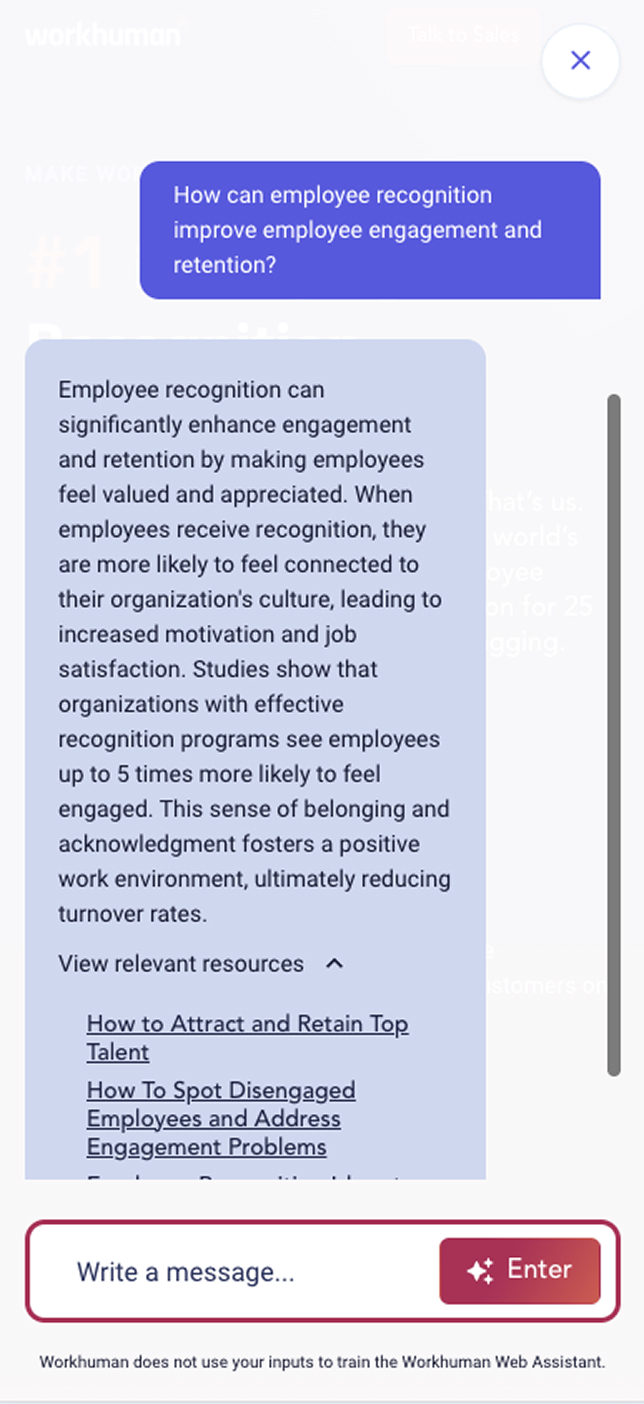 workhuman
Talk to Sales
MAKE WO
#1
How can employee recognition
improve employee engagement and
retention?
Employee recognition can
significantly enhance engagement
and retention by making employees
feel valued and appreciated. When
employees receive recognition, they
are more likely to feel connected to
their organization's culture, leading to
increased motivation and job
satisfaction. Studies show that
organizations with effective
recognition programs see employees
up to 5 times more likely to feel
engaged. This sense of belonging and
acknowledgment fosters a positive
work environment, ultimately reducing
turnover rates.
hat's us.
world's
oyee
on for 25
gging.
View relevant resources
How to Attract and Retain Top
Talent
How To Spot Disengaged
Employees and Address
Engagement Problems
stomers or
Write a message...
Enter
Workhuman does not use your inputs to train the Workhuman Web Assistant.